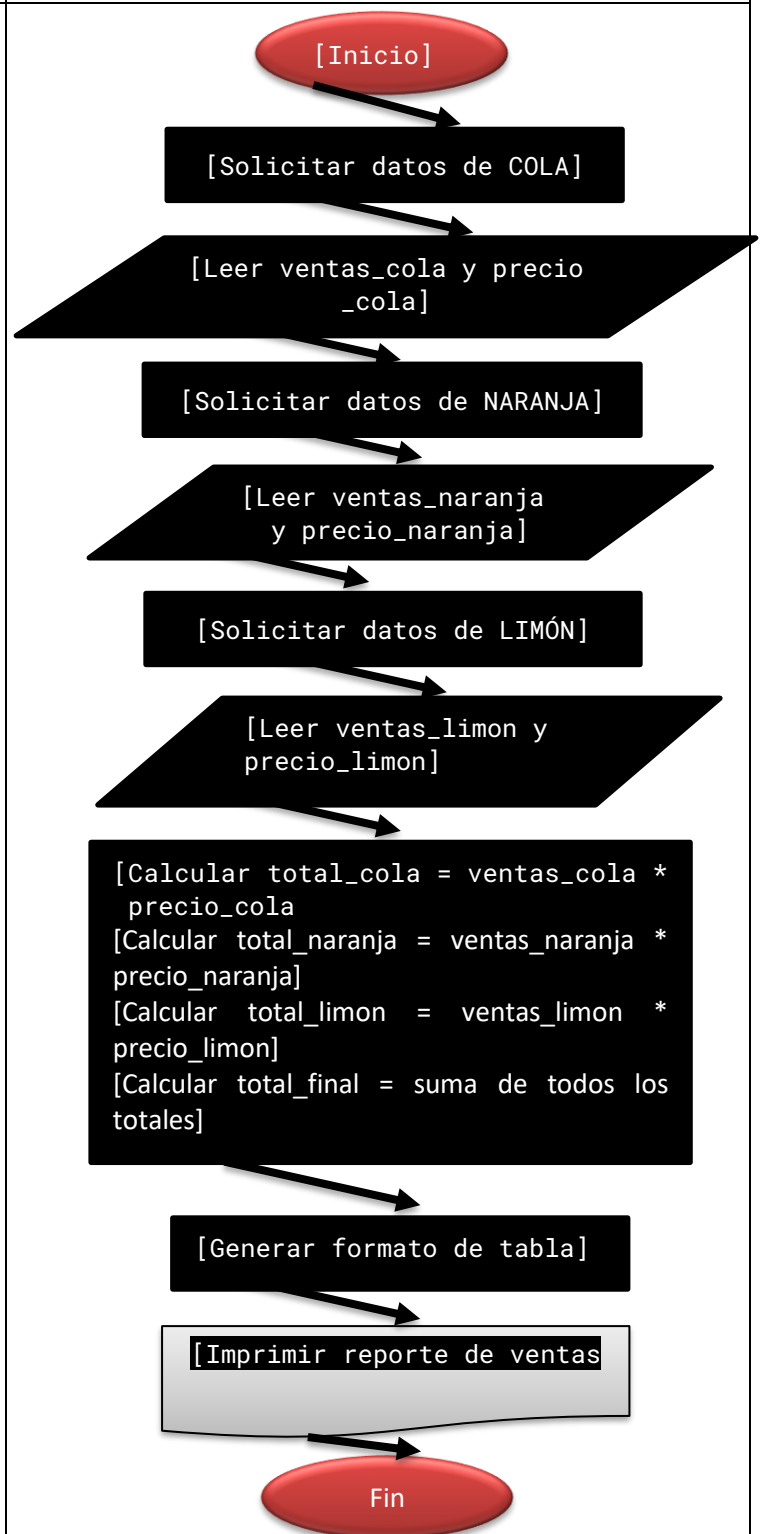 [Inicio]
[Solicitar datos de COLA]
[Leer ventas_cola y precio
_cola]
[Solicitar datos de NARANJA]
[Leer ventas_naranja
y precio_naranja]
[Solicitar datos de LIMÓN]
[Leer ventas_limon y
precio_limon]
[Calcular total_cola = ventas_cola *
precio_cola
[Calcular total_naranja = ventas_naranja *
precio_naranja]
[Calcular total_limon = ventas_limon *
precio_limon]
[Calcular total_final = suma de todos los
totales]
[Generar formato de tabla]
[Imprimir reporte de ventas
Fin